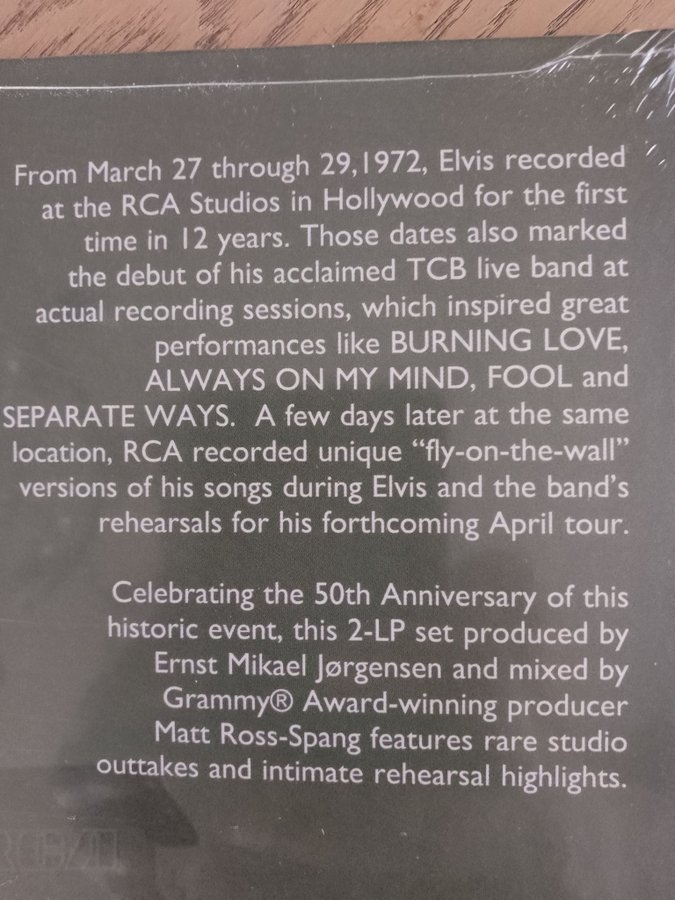 From March 27 through 29,1972, Elvis recorded
at the RCA Studios in Hollywood for the first
time in 12 years. Those dates also marked
the debut of his acclaimed TCB live band at
actual recording sessions, which inspired great
performances like BURNING LOVE,
ALWAYS ON MY MIND, FOOL and
SEPARATE WAYS. A few days later at the same
location, RCA recorded unique “fly-on-the-wall”
versions of his songs during Elvis and the band’s
rehearsals for his forthcoming April tour.
Celebrating the 50th Anniversary of this
historic event, this 2-LP set produced by
Ernst Mikael Jørgensen and mixed by
Grammy® Award-winning producer
Matt Ross-Spang features rare studio
outtakes and intimate rehearsal highlights.